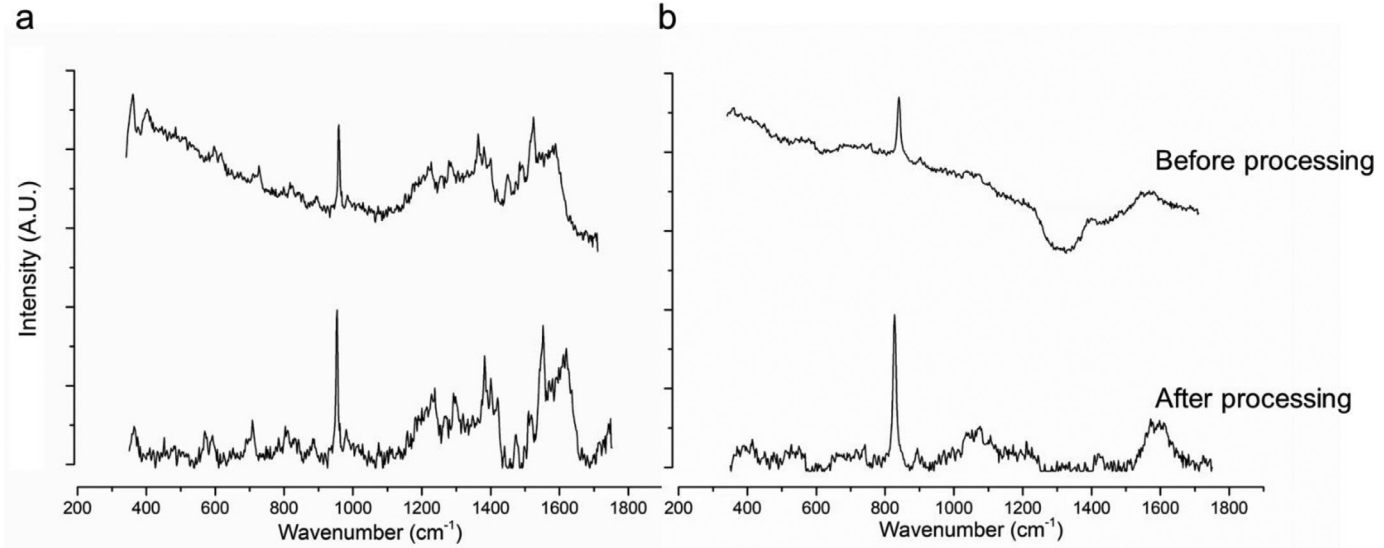 a
b
Intensity (A.U.)
Before processing
After processing
200 400 600 800 1000 1200 1400 1600 1800
200 400 600 800 1000 1200 1400 1600 1800
Wavenumber (cm⁻¹)
Wavenumber (cm⁻¹)